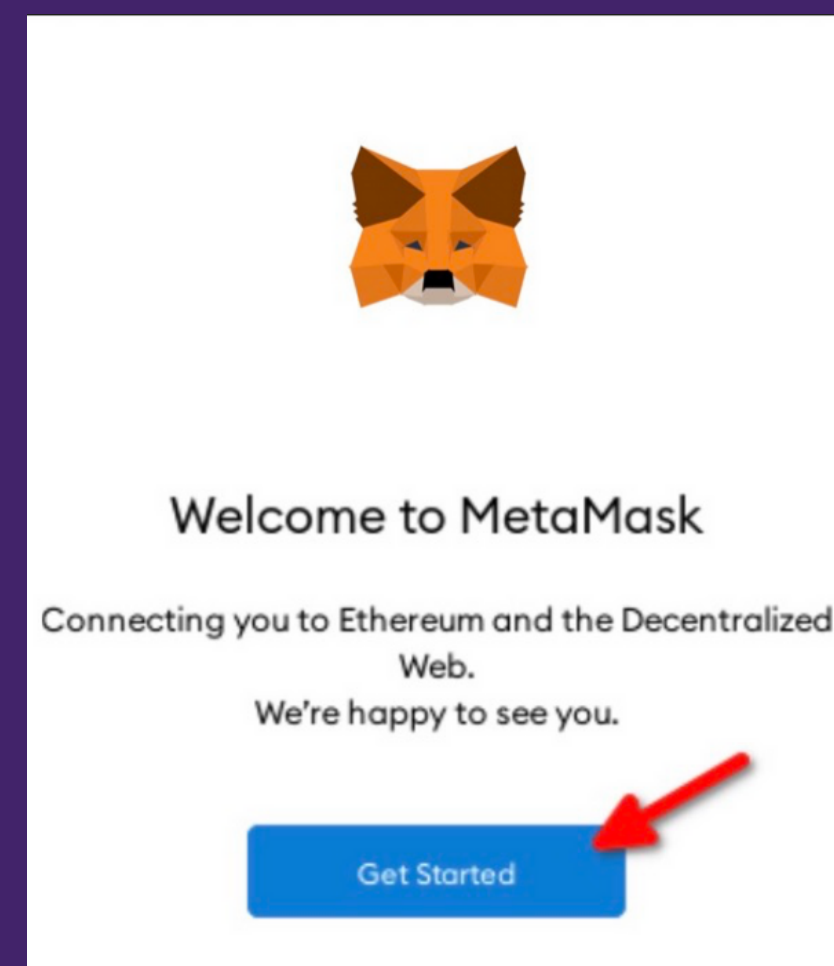 Welcome to MetaMask
Connecting you to Ethereum and the Decentralized
Web.
We're happy to see you.
Get Started